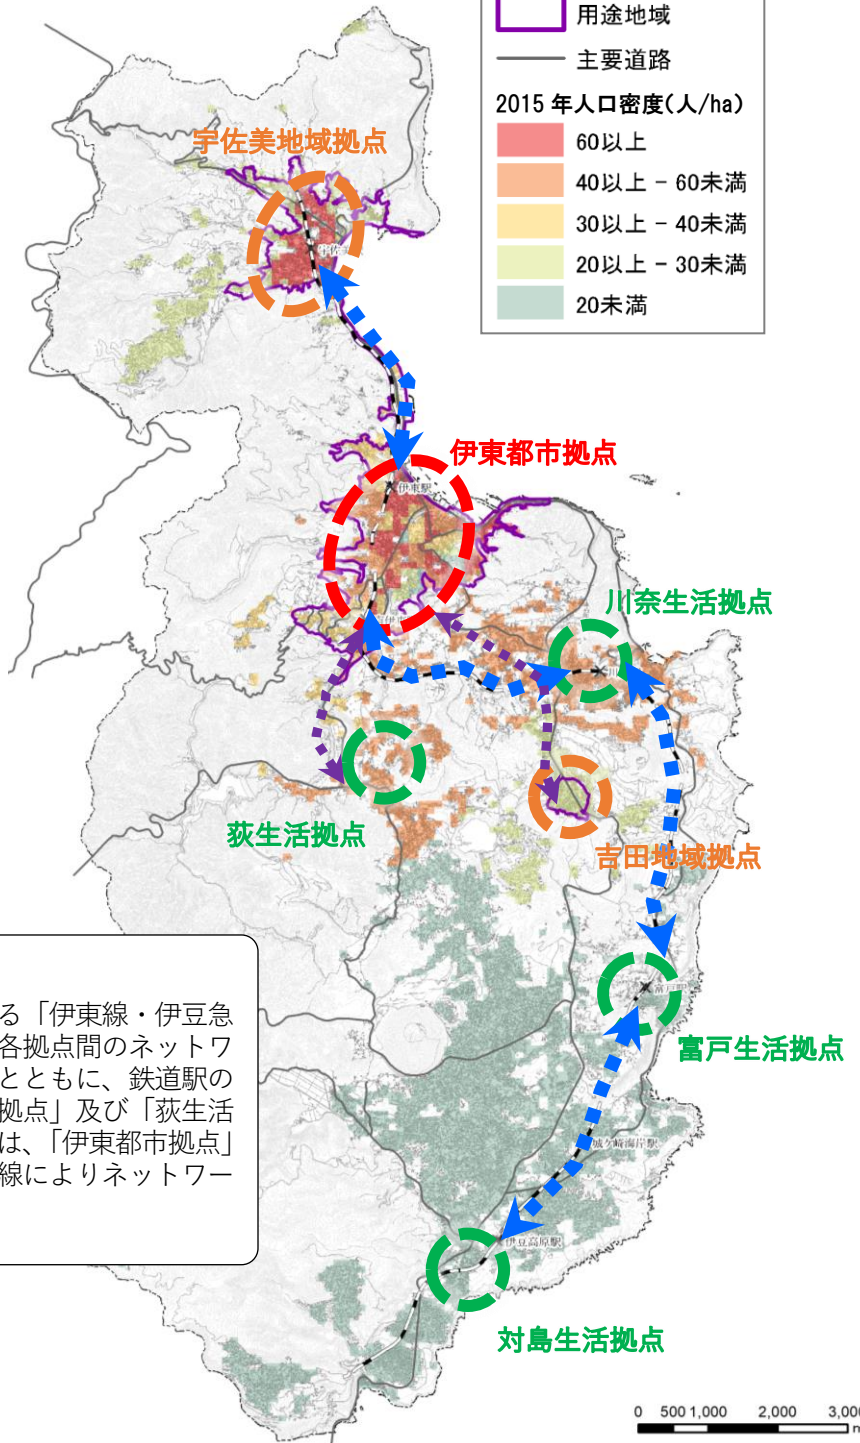 用途地域
主要道路
2015 年人口密度(人/ha)
60以上
40以上 - 60未満
30以上 - 40未満
20以上 - 30未満
20未満
宇佐美地域拠点
伊東都市拠点
伊東駅
川奈生活拠点
荻生活拠点
吉田地域拠点
富戸駅
富戸生活拠点
る「伊東線・伊豆急
各拠点間のネットワ
とともに、鉄道駅の
拠点」及び「荻生活
は、「伊東都市拠点」
線によりネットワー
城ヶ崎海岸駅
伊豆高原駅
対島生活拠点
0 500 1,000 2,000 3,000